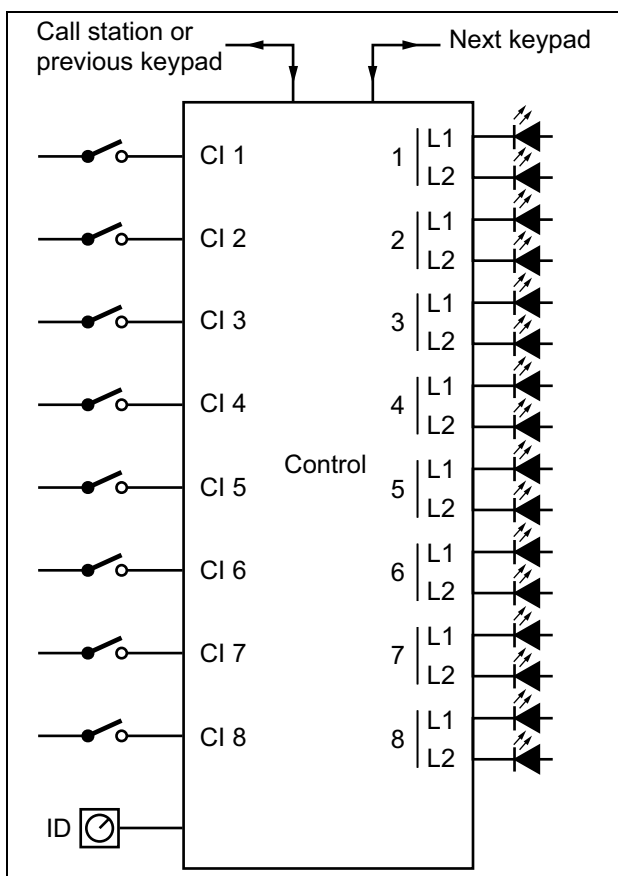 Call station or
previous keypad
Next keypad
CI 1
CI 2
CI 3
CI 4
CI 5
CI 6
CI 7
CI 8
ID
Control
1 L1
L2
2 L1
L2
3 L1
L2
4 L1
L2
5 L1
L2
6 L1
L2
7 L1
L2
8 L1
L2